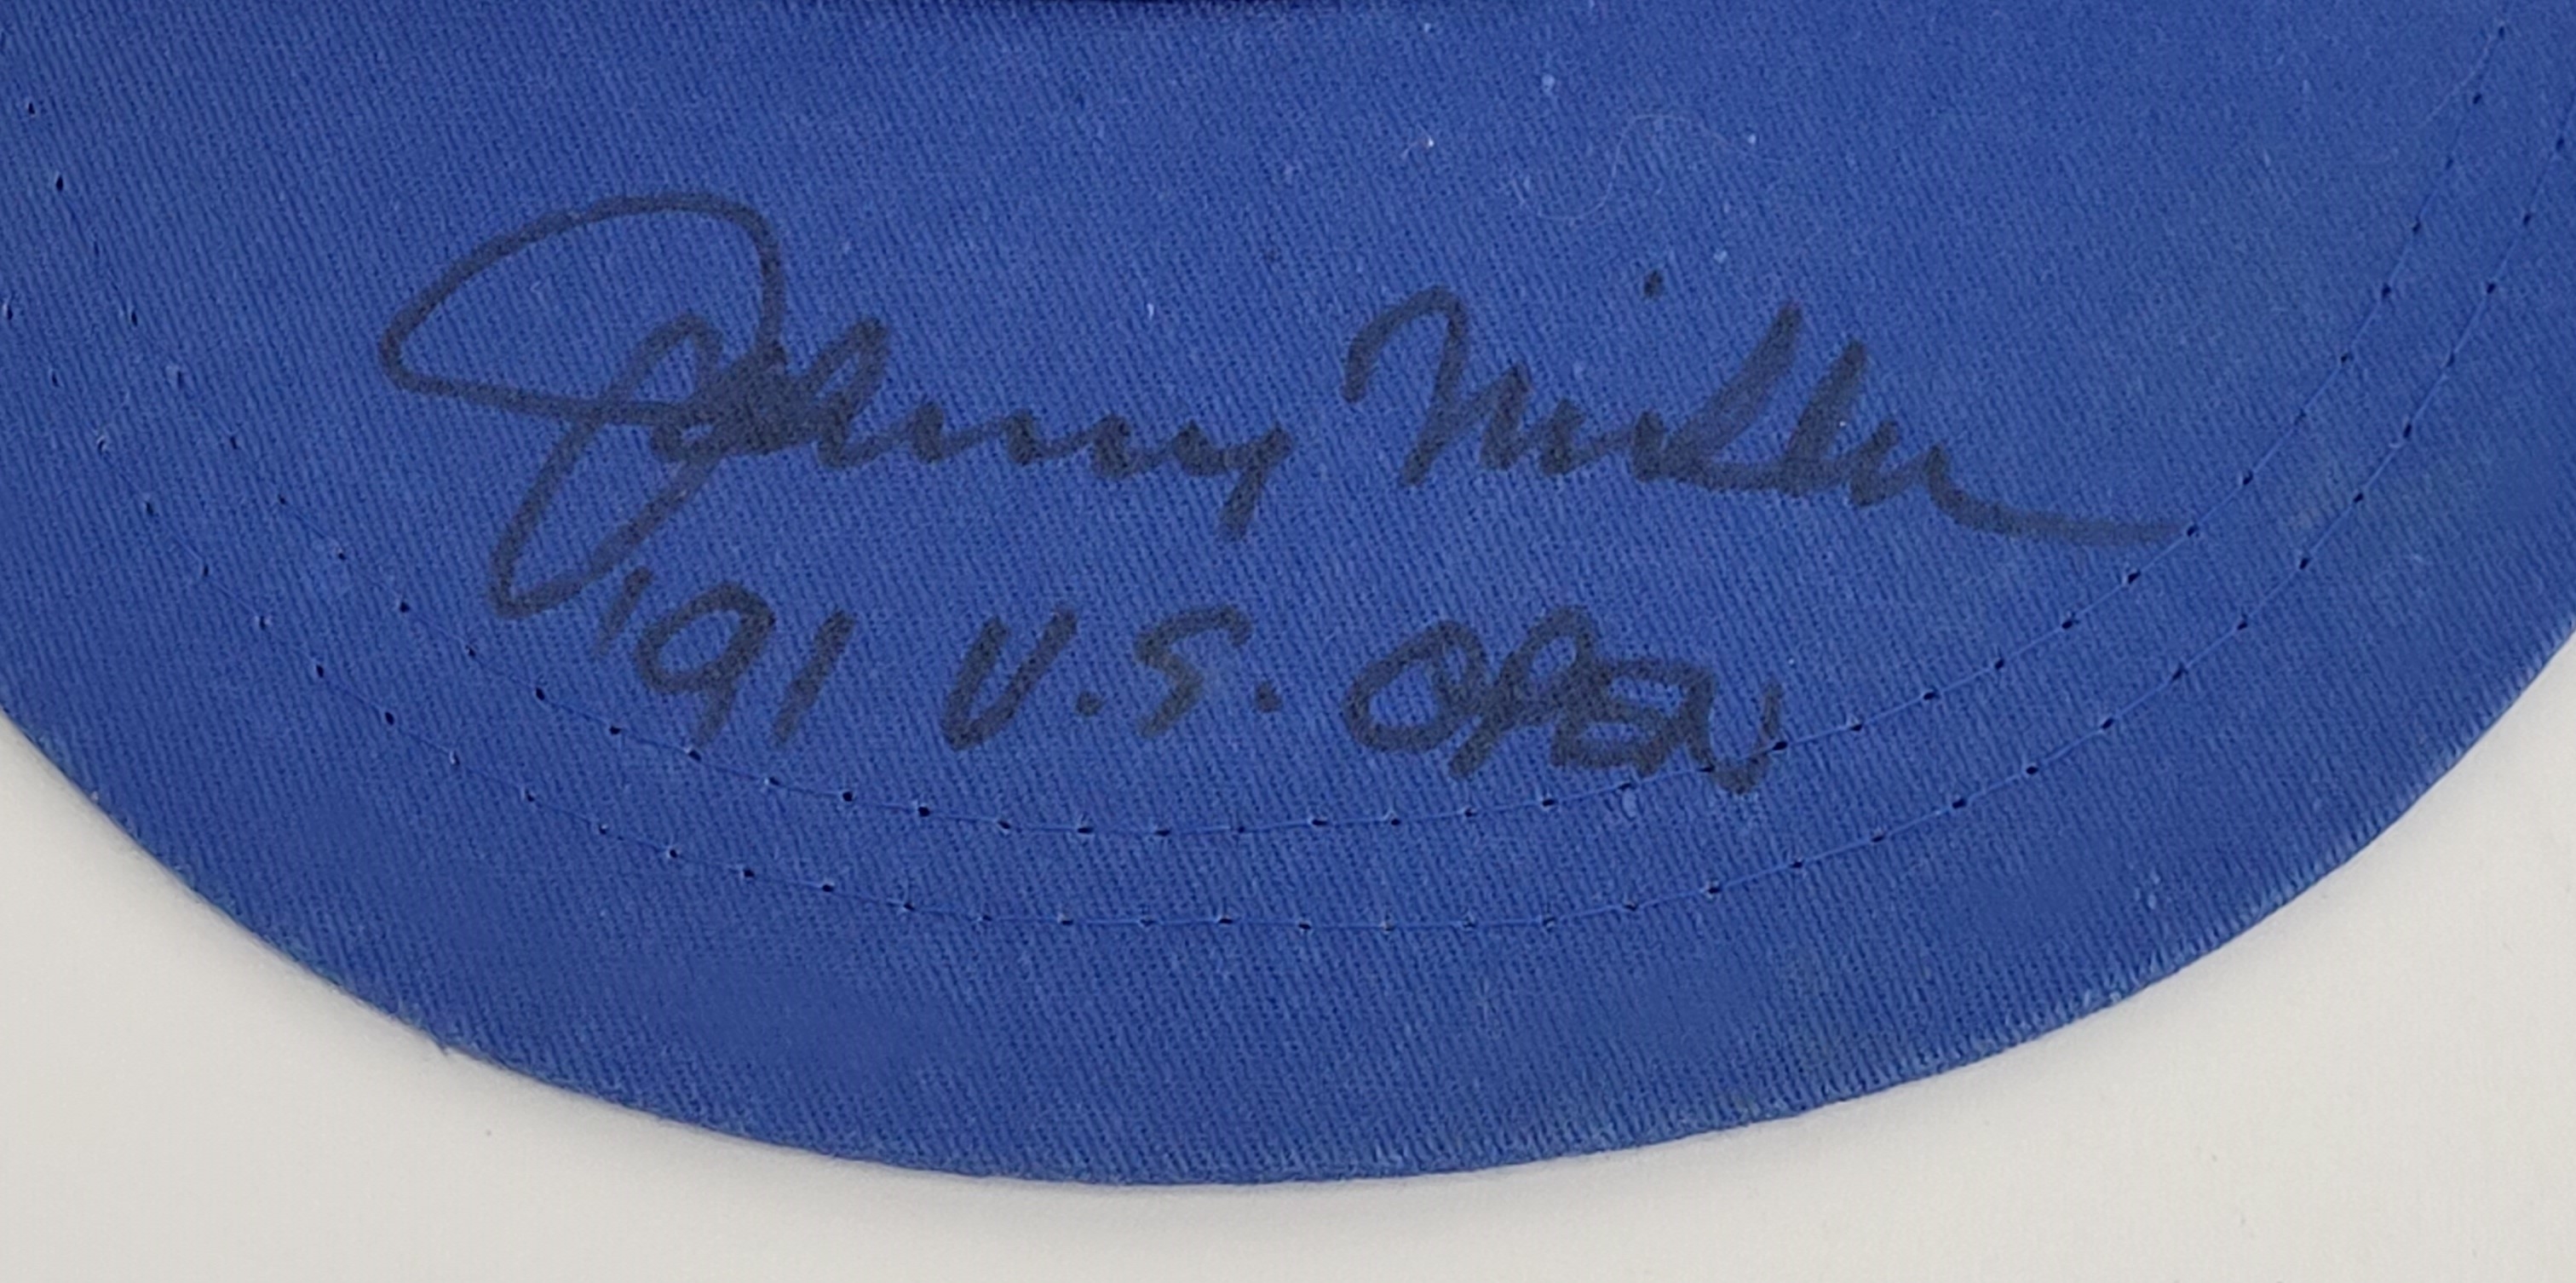 Johnny Miller
'91 U.S. OPEN